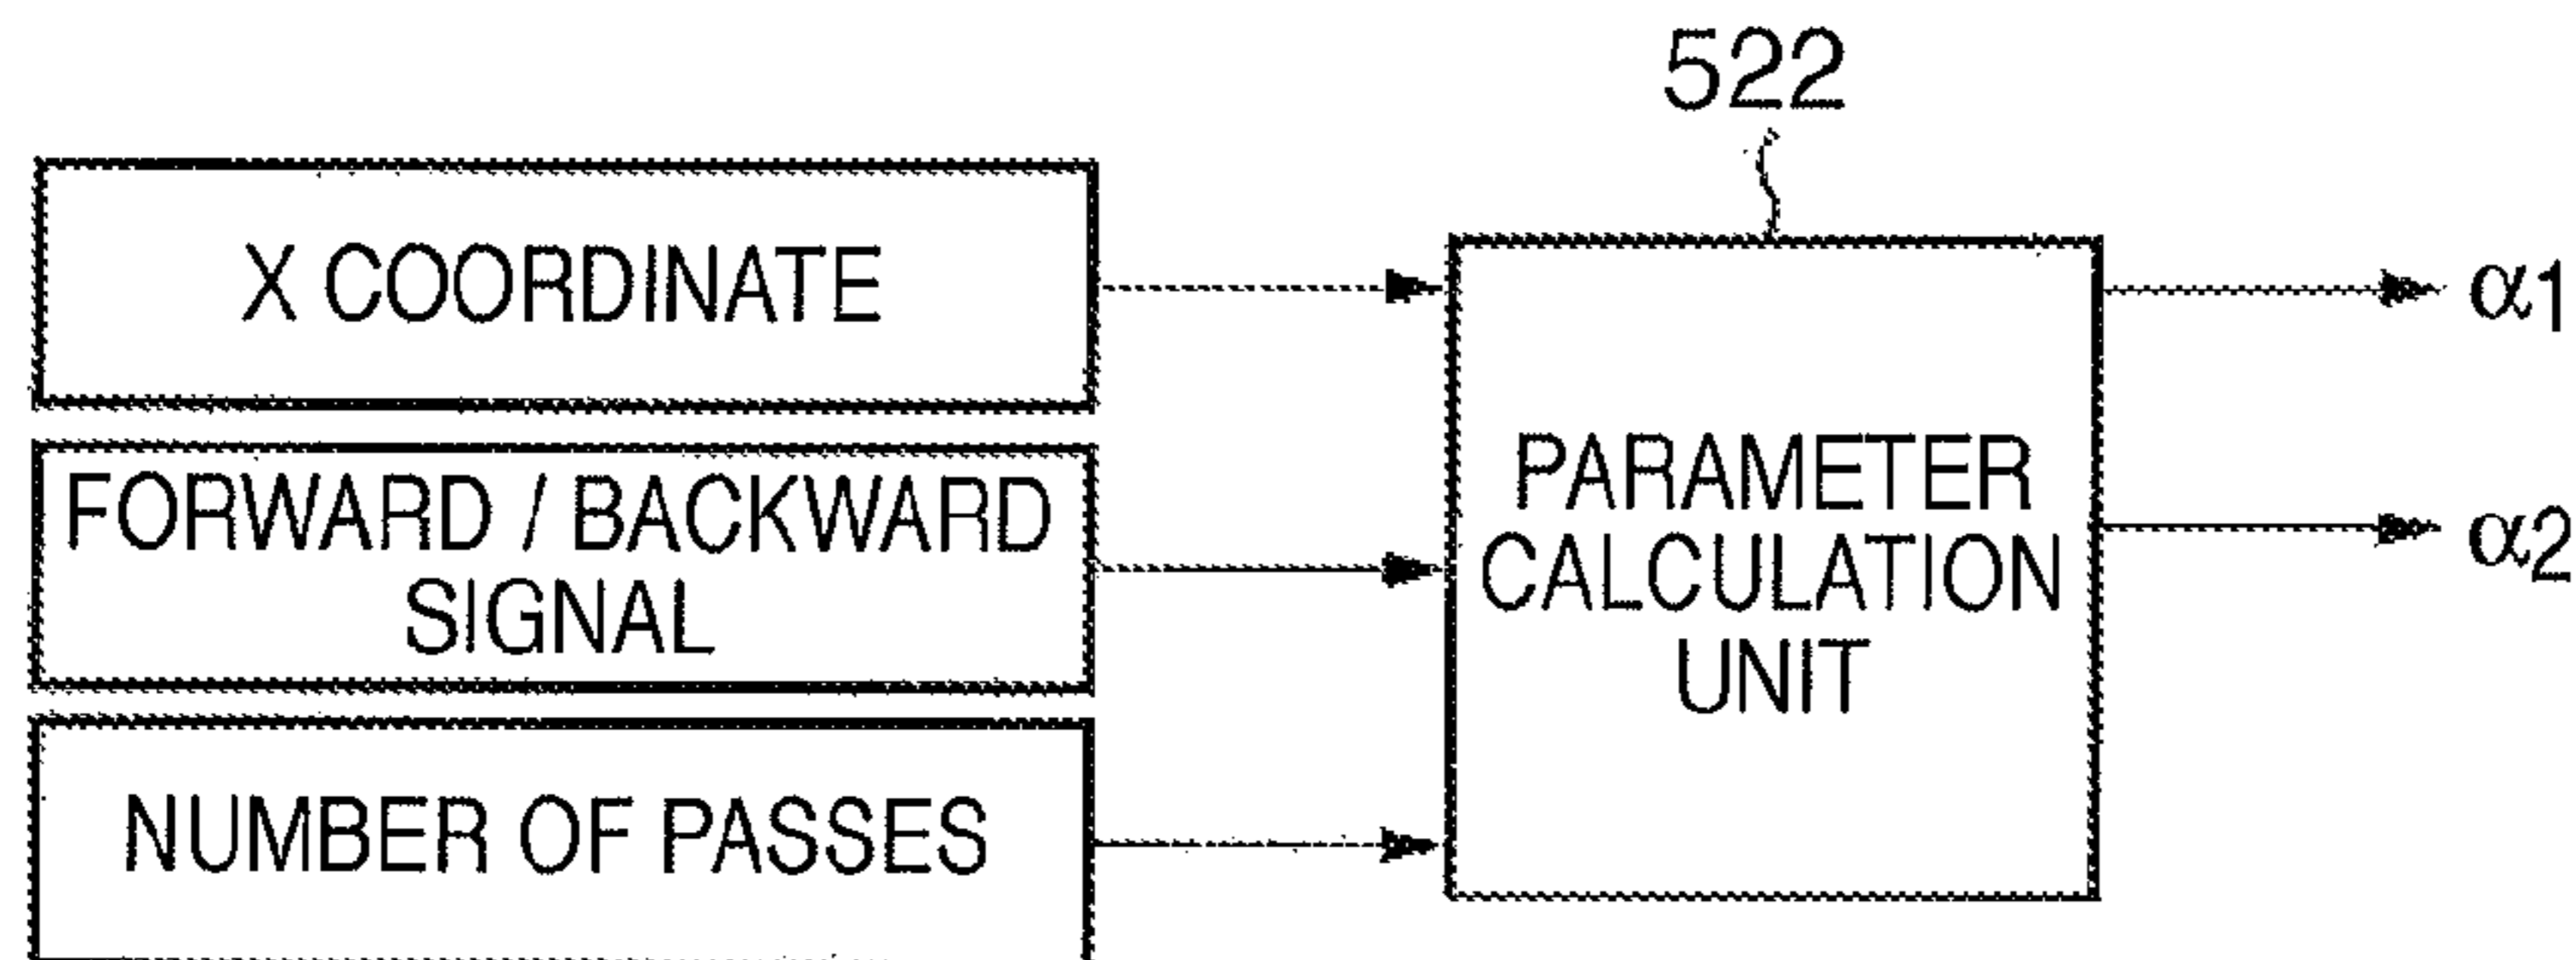 522
X COORDINATE
FORWARD / BACKWARD
SIGNAL
NUMBER OF PASSES
PARAMETER
CALCULATION
UNIT
α1
α2